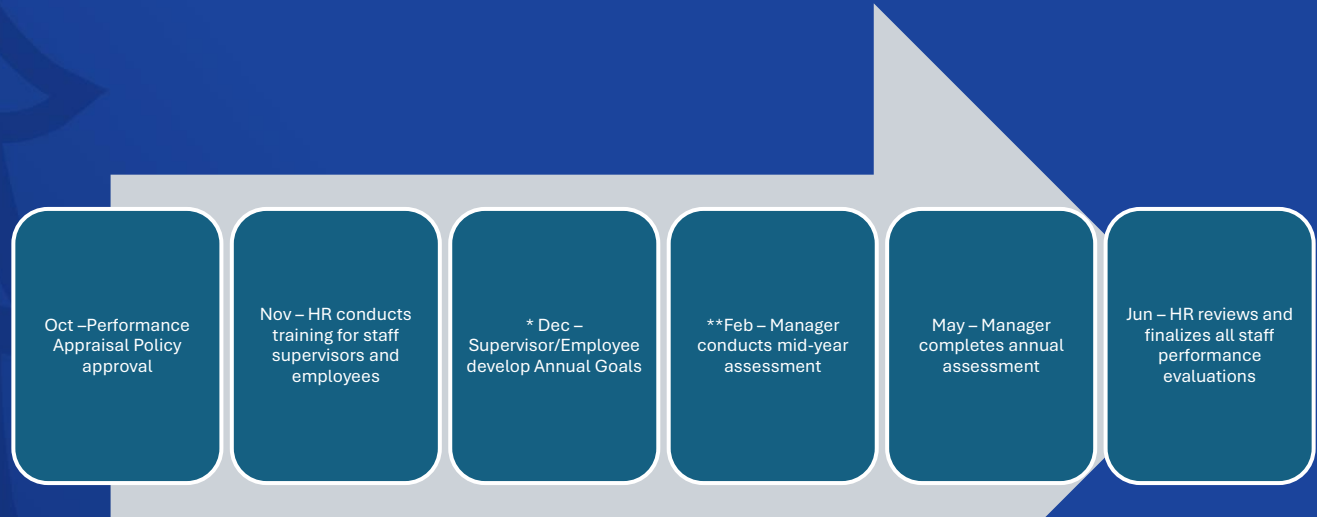 Oct –Performance
Appraisal Policy
approval
Nov – HR conducts
training for staff
supervisors and
employees
* Dec –
Supervisor/Employee
develop Annual Goals
**Feb – Manager
conducts mid-year
assessment
May – Manager
completes annual
assessment
Jun – HR reviews and
finalizes all staff
performance
evaluations